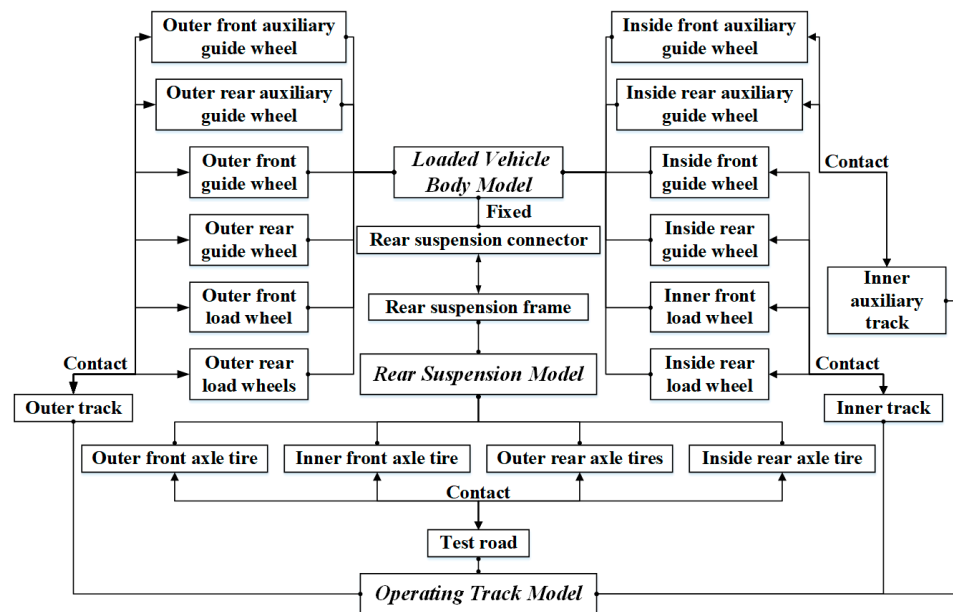 Outer front auxiliary
guide wheel
Inside front auxiliary
guide wheel
Outer rear auxiliary
guide wheel
Inside rear auxiliary
guide wheel
Outer front
guide wheel
Loaded Vehicle
Body Model
Inside front
guide wheel
Contact
Fixed
Outer rear
guide wheel
Rear suspension connector
Inside rear
guide wheel
Outer front
load wheel
Rear suspension frame
Inner front
load wheel
Inner
auxiliary
track
Contact
Outer rear
load wheels
Rear Suspension Model
Inside rear
load wheel
Contact
Outer track
Inner track
Outer front axle tire
Inner front axle tire
Outer rear axle tires
Inside rear axle tire
Contact
Test road
Operating Track Model